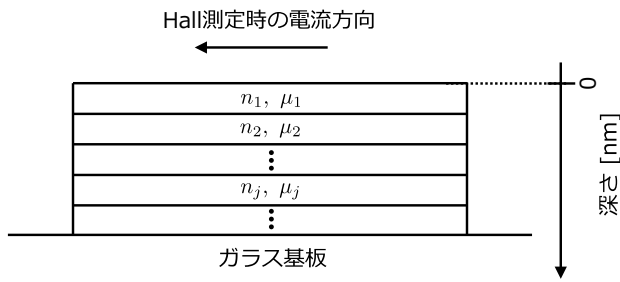 Hall測定時の電流方向
0
n₁, μ₁
n₂, μ₂
⋮
nⱼ, μⱼ
⋮
深さ [nm]
ガラス基板